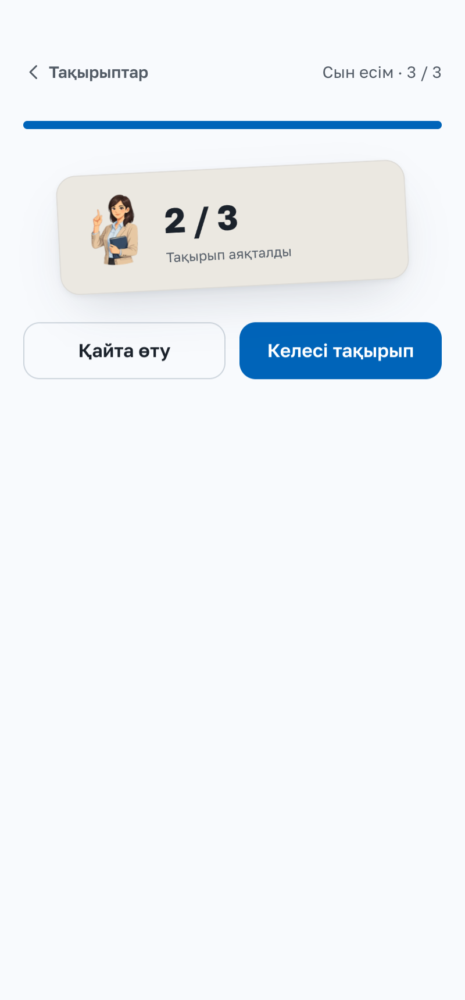 Тақырыптар
Сын есім · 3 / 3
2 / 3
Тақырып аяқталды
Қайта өту
Келесі тақырып